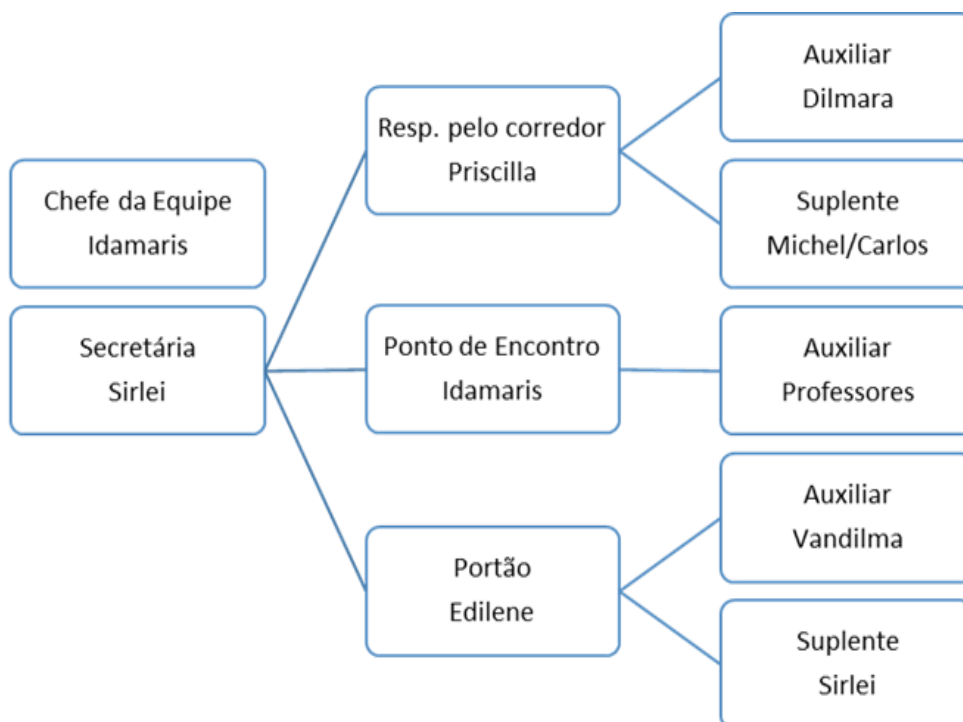 Chefe da Equipe
Idamaris
Secretária
Sirlei
Resp. pelo corredor
Priscilla
Auxiliar
Dilmara
Suplente
Michel/Carlos
Ponto de Encontro
Idamaris
Auxiliar
Professores
Portão
Edilene
Auxiliar
Vandilma
Suplente
Sirlei